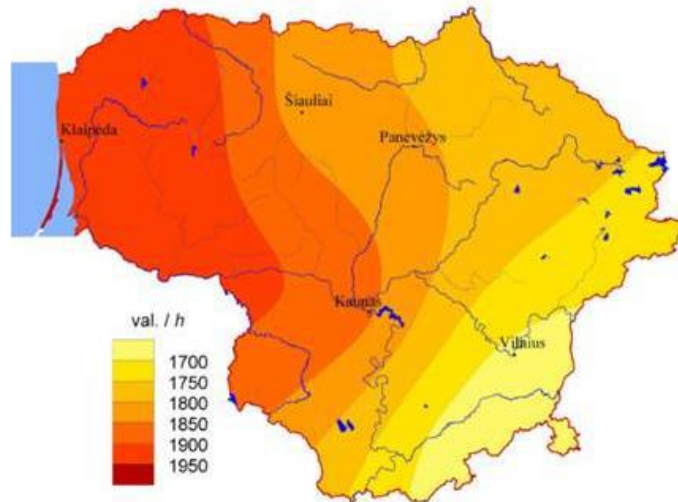 Šiauliai
Klaipėda
Panevėžys
Kaunas
Vilnius
val. / h
1700
1750
1800
1850
1900
1950